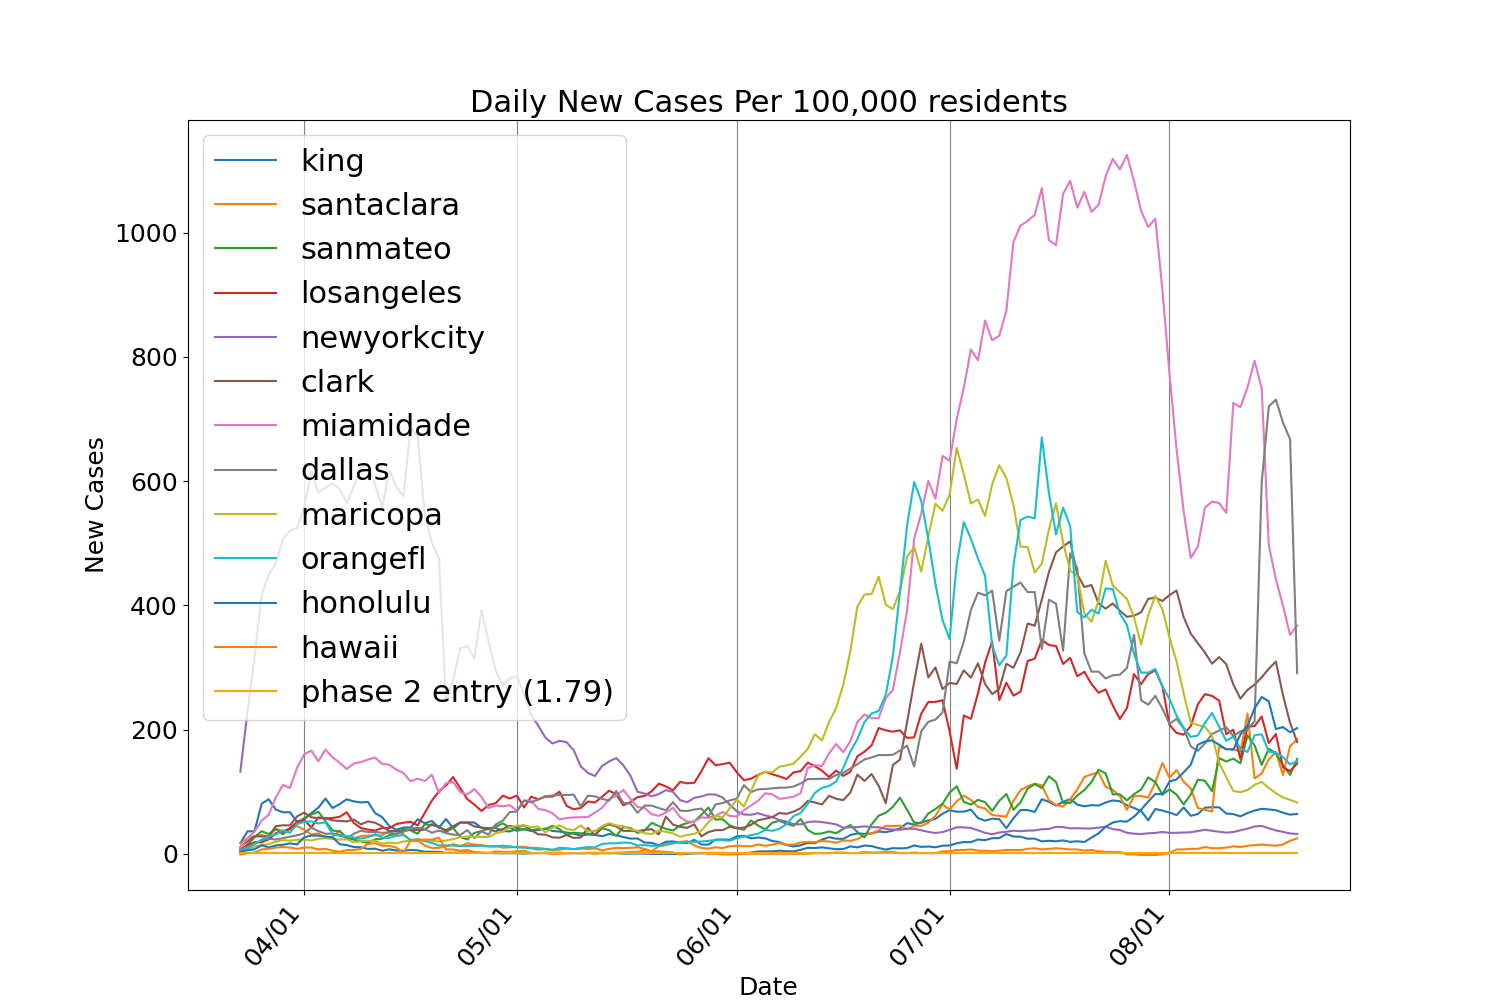 Daily New Cases Per 100,000 residents
king
santaclara
sanmateo
losangeles
newyorkcity
clark
miamidade
dallas
maricopa
orangefl
honolulu
hawaii
phase 2 entry (1.79)
New Cases
1000
800
600
400
200
0
04/01
05/01
06/01
07/01
08/01
Date